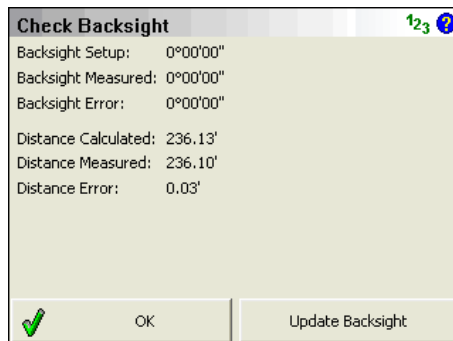 Check Backsight 123 ?
Backsight Setup: 0°00'00"
Backsight Measured: 0°00'00"
Backsight Error: 0°00'00"
Distance Calculated: 236.13'
Distance Measured: 236.10'
Distance Error: 0.03'
OK Update Backsight